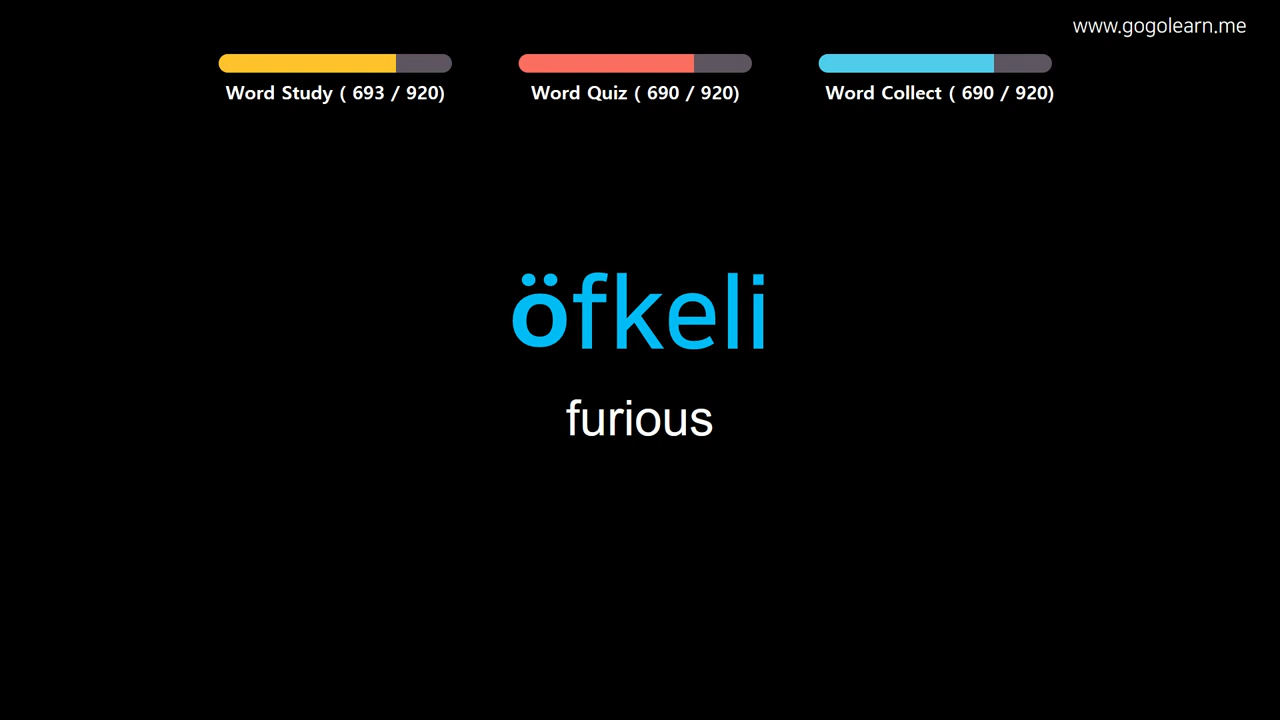 www.gogolearn.me
Word Study ( 693 / 920)
Word Quiz ( 690 / 920)
Word Collect ( 690 / 920)
öfkeli
furious